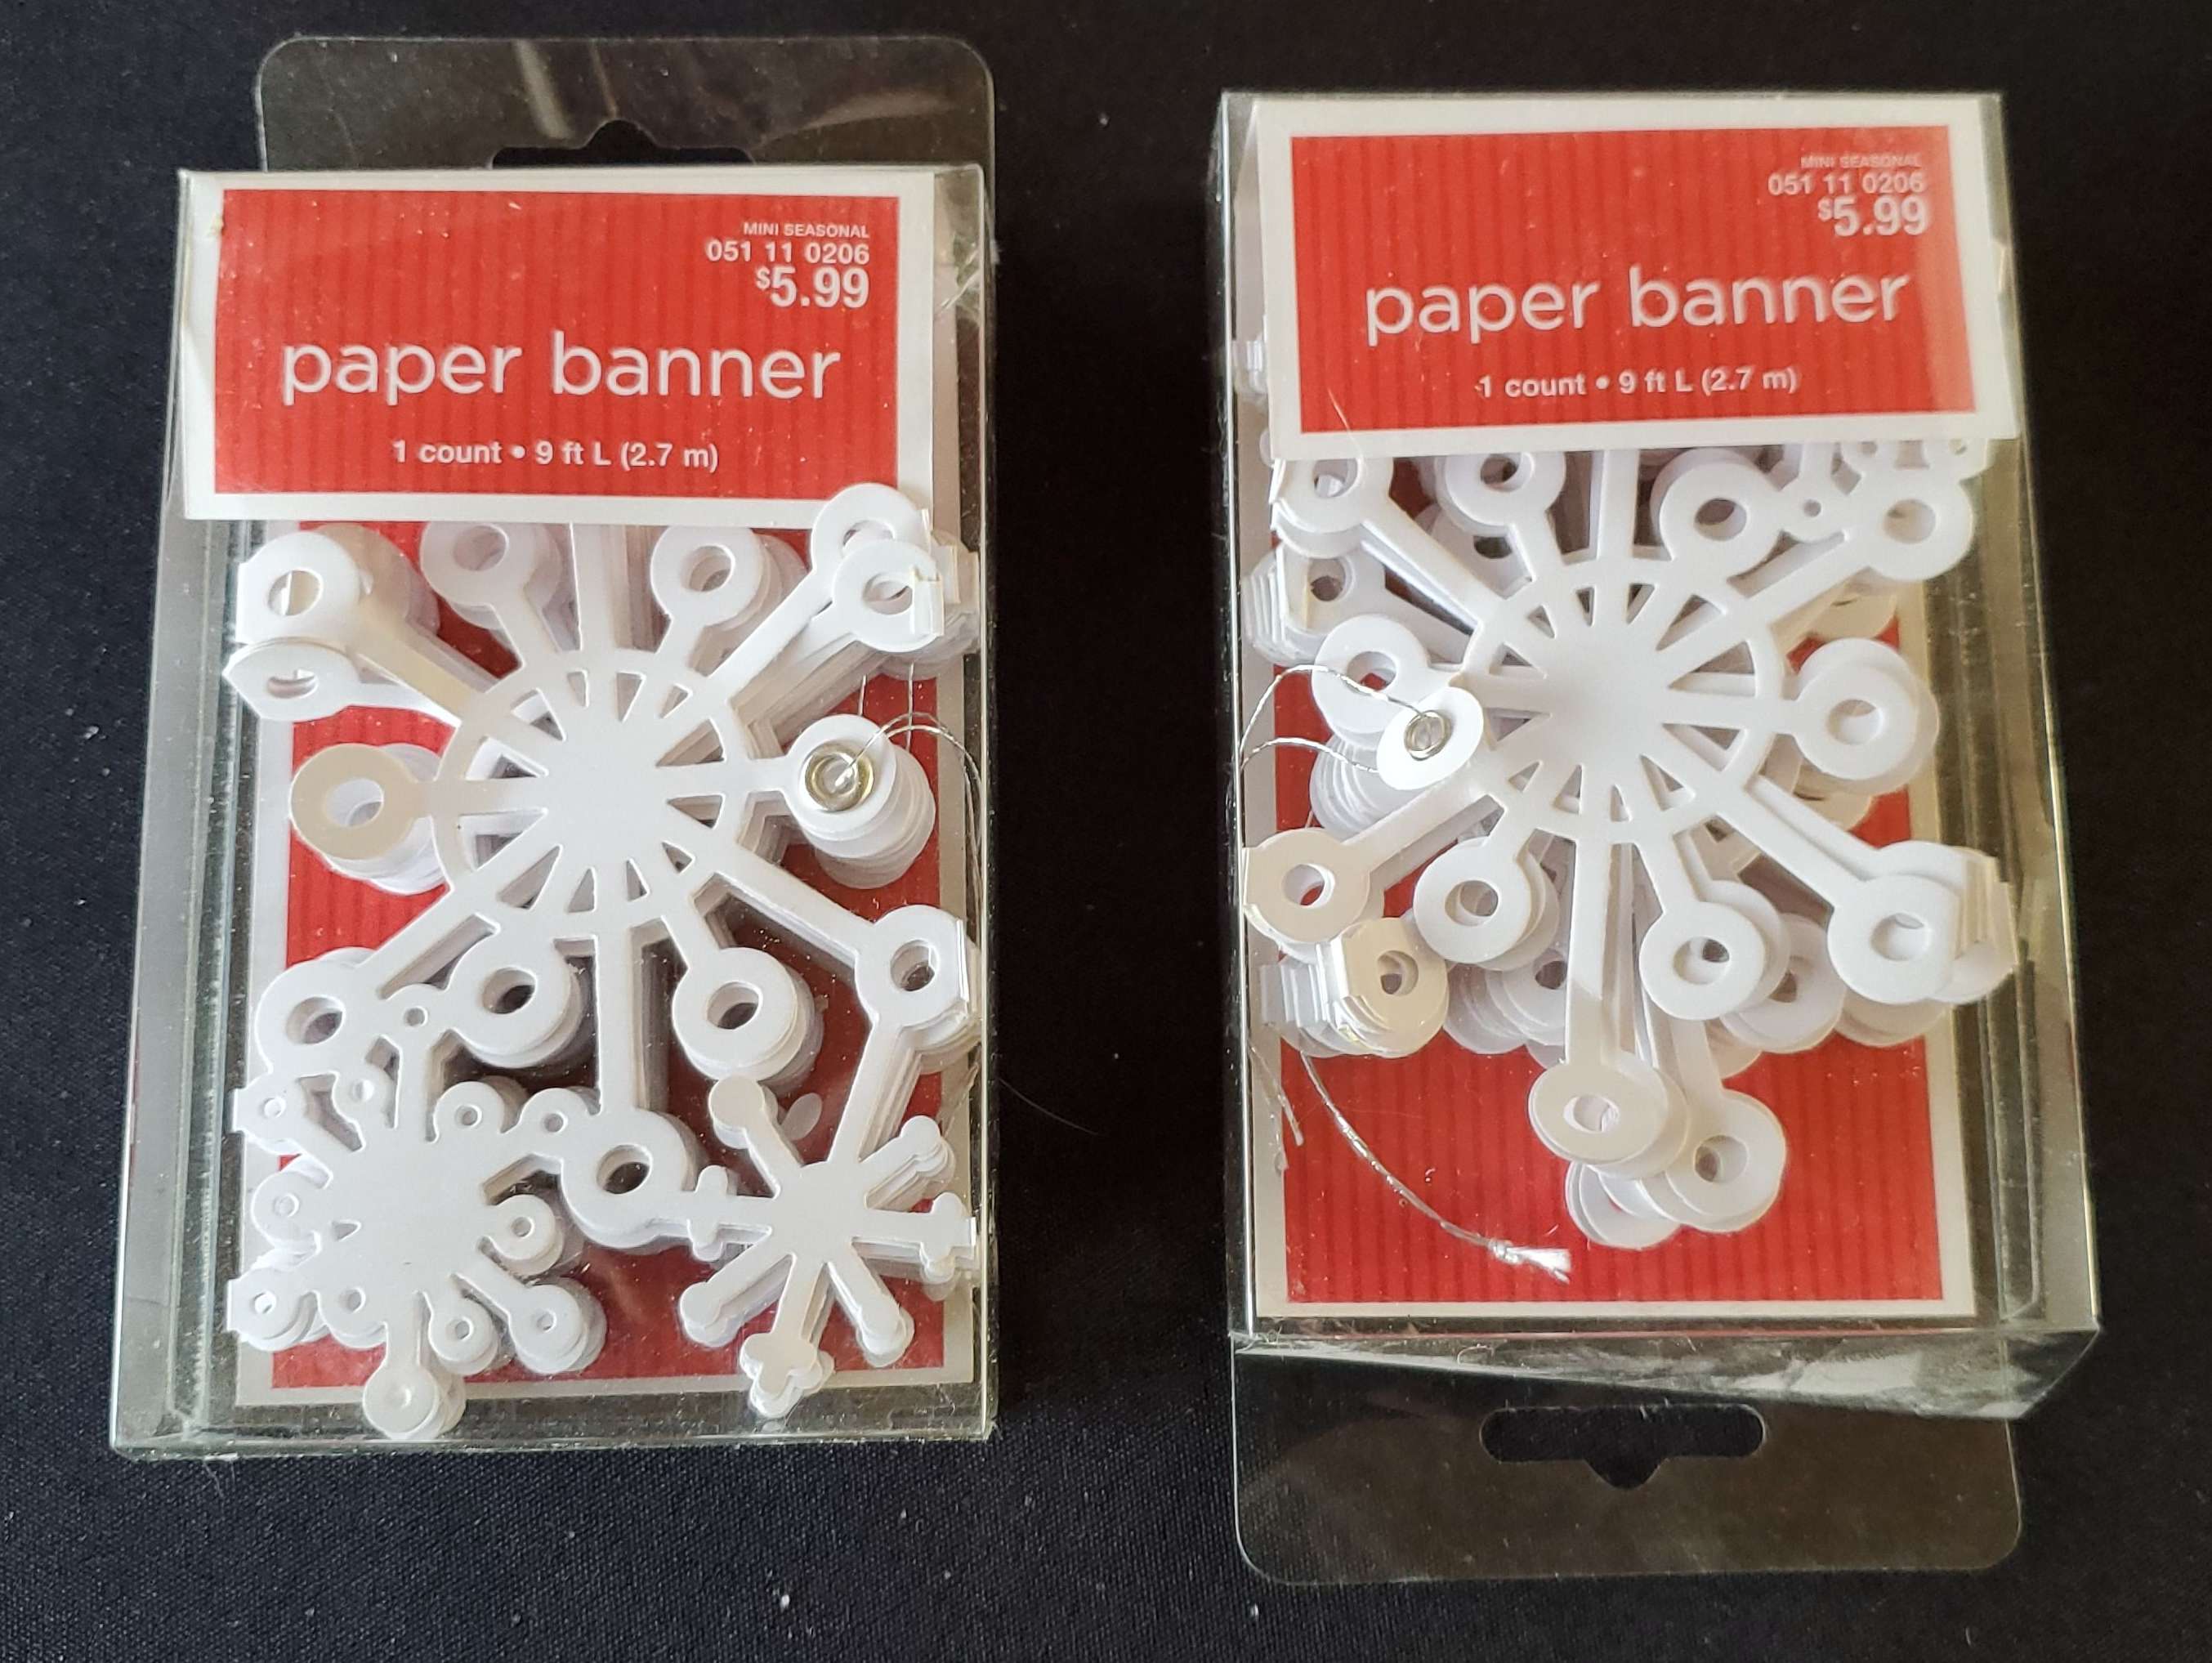 MINI SEASONAL
051 11 0206
$5.99
paper banner
1 count • 9 ft L (2.7 m)
MINI SEASONAL
051 11 0206
$5.99
paper banner
1 count • 9 ft L (2.7 m)